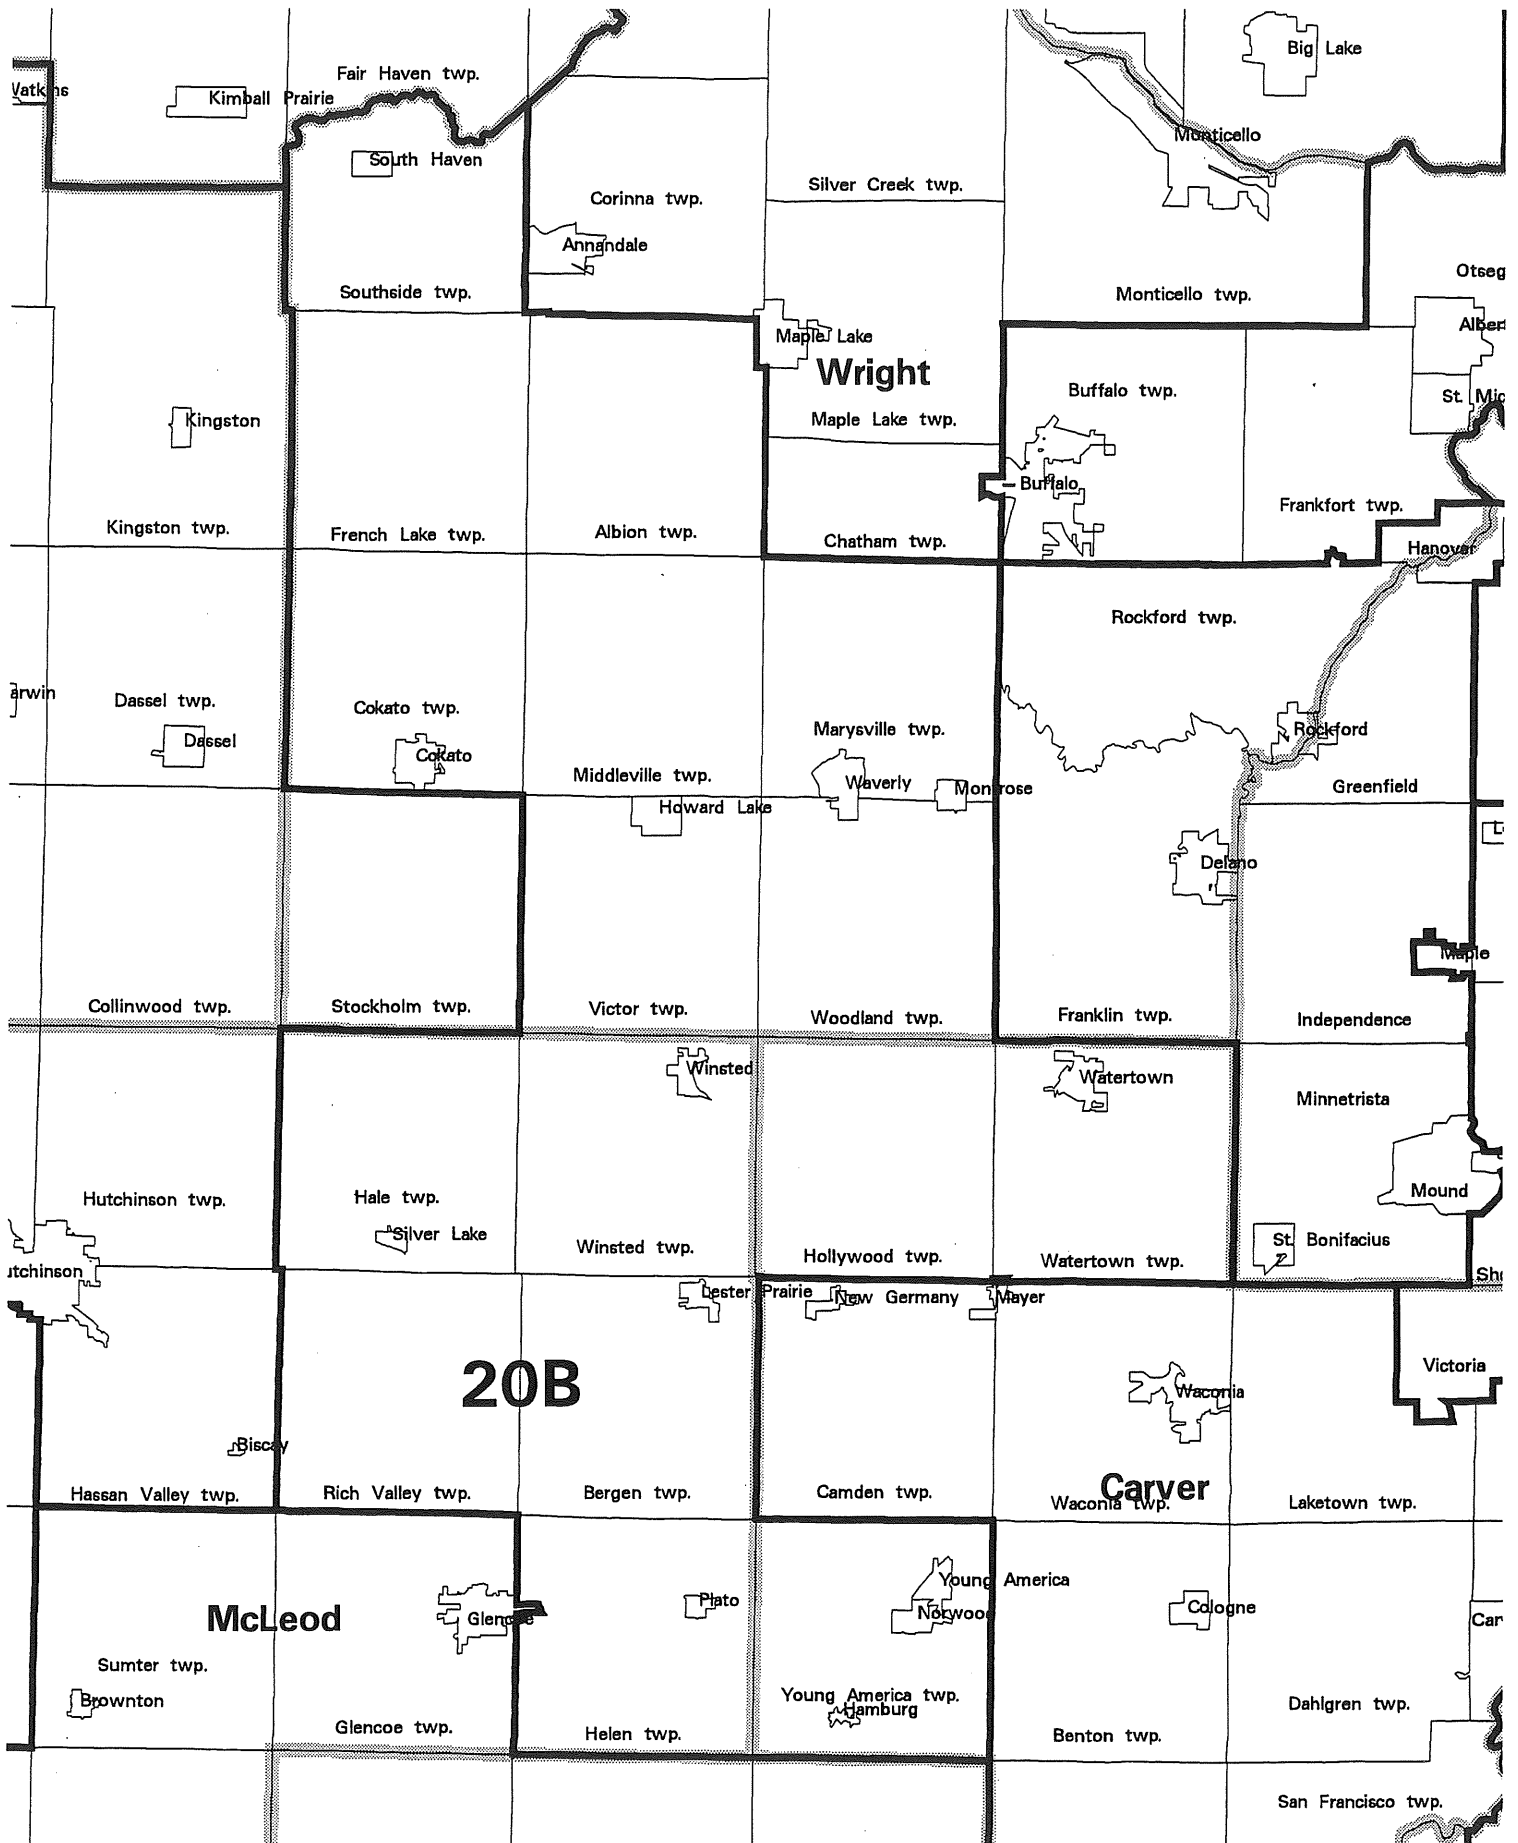 Big Lake
Fair Haven twp.
Watkins
Kimball Prairie
Monticello
South Haven
Silver Creek twp.
Corinna twp.
Annandale
Otseg
Southside twp.
Monticello twp.
Albert
Maple Lake
Wright
Buffalo twp.
St. Mic
Kingston
Maple Lake twp.
Buffalo
Frankfort twp.
Kingston twp.
French Lake twp.
Albion twp.
Chatham twp.
Hanover
Rockford twp.
arwin
Dassel twp.
Cokato twp.
Marysville twp.
Rockford
Dassel
Cokato
Middleville twp.
Waverly
Montrose
Greenfield
Howard Lake
Delano
Maple
Collinwood twp.
Stockholm twp.
Victor twp.
Woodland twp.
Franklin twp.
Independence
Winsted
Watertown
Minnetrista
Hutchinson twp.
Hale twp.
Mound
Silver Lake
Winsted twp.
Hollywood twp.
Watertown twp.
St. Bonifacius
utchinson
Sho
Lester Prairie
New Germany
Mayer
20B
Victoria
Waconia
Biscay
Carver
Hassan Valley twp.
Rich Valley twp.
Bergen twp.
Camden twp.
Waconia twp.
Laketown twp.
Young America
Plato
Norwood
Cologne
McLeod
Glencoe
Car
Sumter twp.
Brownton
Young America twp.
Hamburg
Dahlgren twp.
Glencoe twp.
Helen twp.
Benton twp.
San Francisco twp.